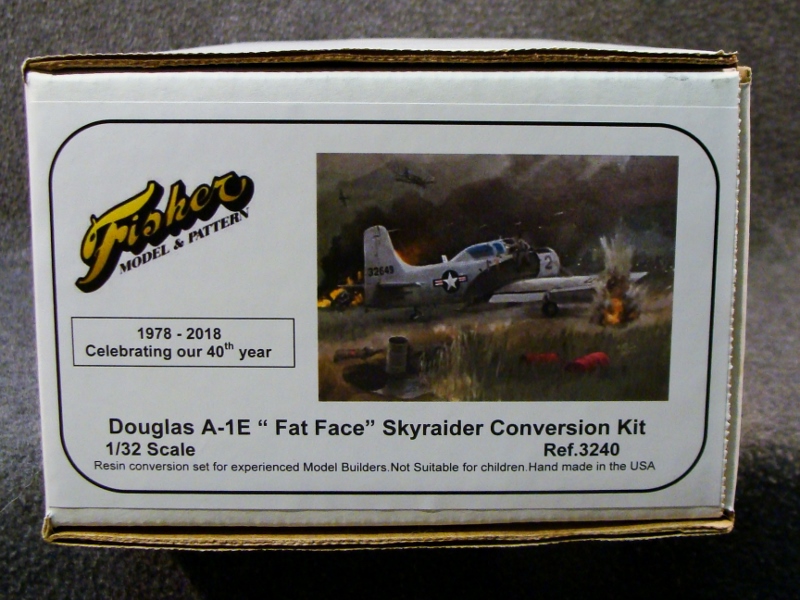 Fisher
MODEL & PATTERN
1978 - 2018
Celebrating our 40th year
32649
2
Douglas A-1E “ Fat Face” Skyraider Conversion Kit
1/32 Scale
Ref.3240
Resin conversion set for experienced Model Builders.Not Suitable for children.Hand made in the USA